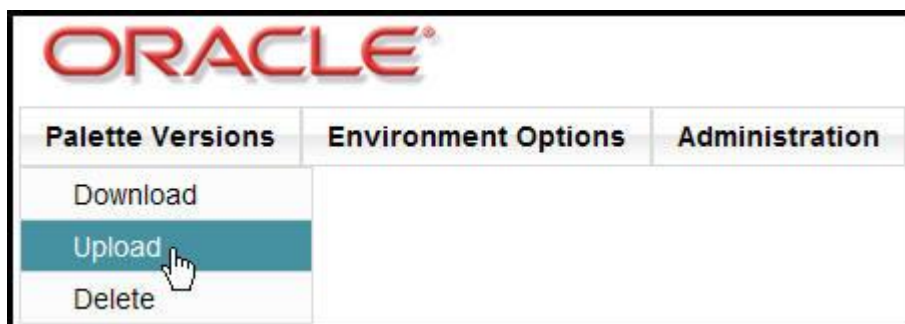 ORACLE®
Palette Versions Environment Options Administration
Download
Upload
Delete